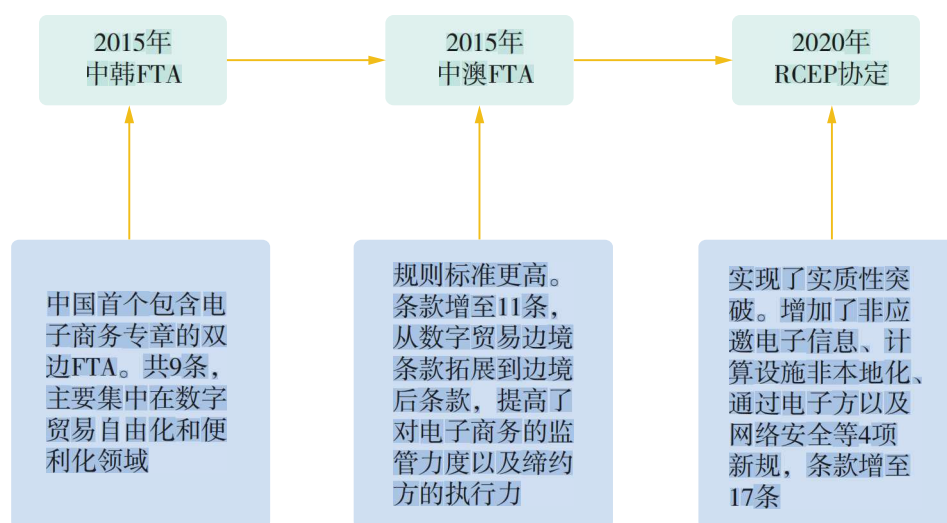 2015年
中韩FTA
2015年
中澳FTA
2020年
RCEP协定
中国首个包含电
子商务专章的双
边FTA。共9条，
主要集中在数字
贸易自由化和便
利化领域
规则标准更高。
条款增至11条，
从数字贸易边境
条款拓展到边境
后条款，提高了
对电子商务的监
管力度以及缔约
方的执行力
实现了实质性突
破。增加了非应
邀电子信息、计
算设施非本地化、
通过电子方以及
网络安全等4项
新规，条款增至
17条